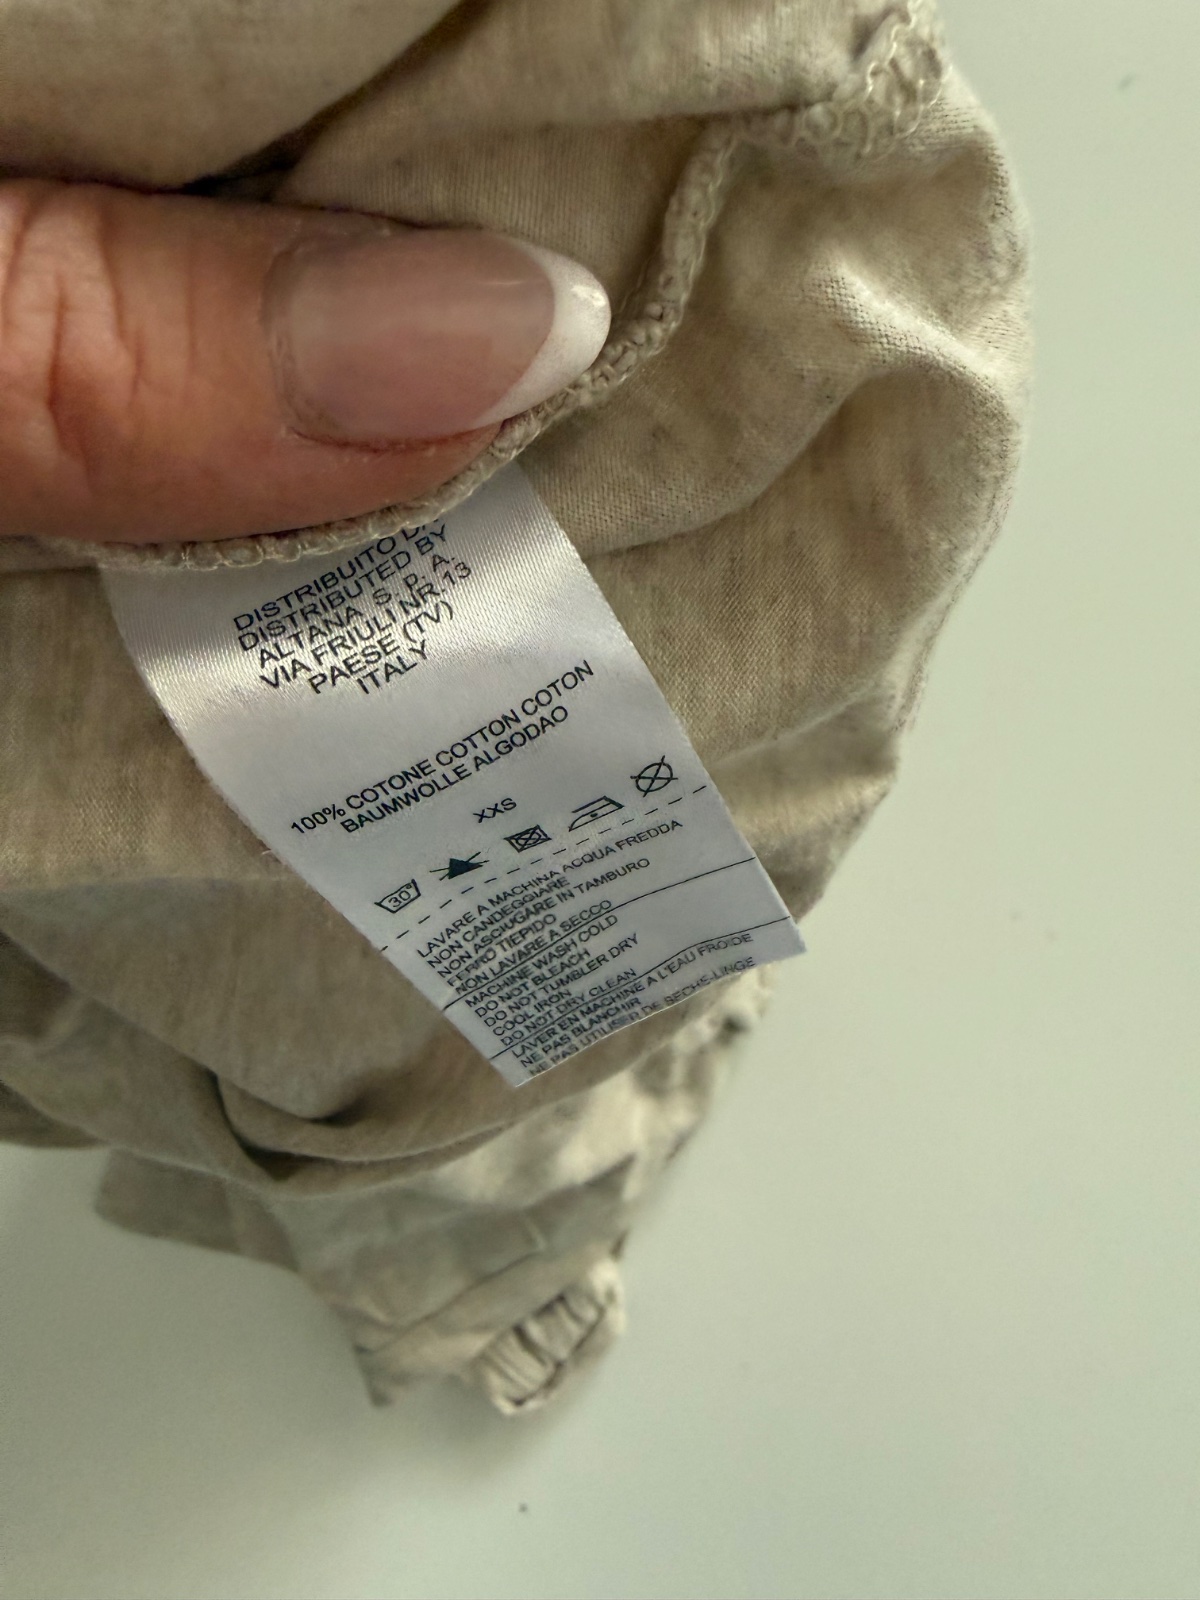 DISTRIBUITO DA
DISTRIBUTED BY
ALTANA S. P. A.
VIA FRIULI NR.13
PAESE (TV)
ITALY
100% COTONE COTTON COTON
BAUMWOLLE ALGODAO
XXS
30°
LAVARE A MACHINA ACQUA FREDDA
NON CANDEGGIARE
NON ASCIUGARE IN TAMBURO
FERRO TIEPIDO
NON LAVARE A SECCO
MACHINE WASH COLD
DO NOT BLEACH
DO NOT TUMBLER DRY
COOL IRON
DO NOT DRY CLEAN
LAVER EN MACHINE A L'EAU FROIDE
NE PAS BLANCHIR
NE PAS UTILISER DE SECHE-LINGE